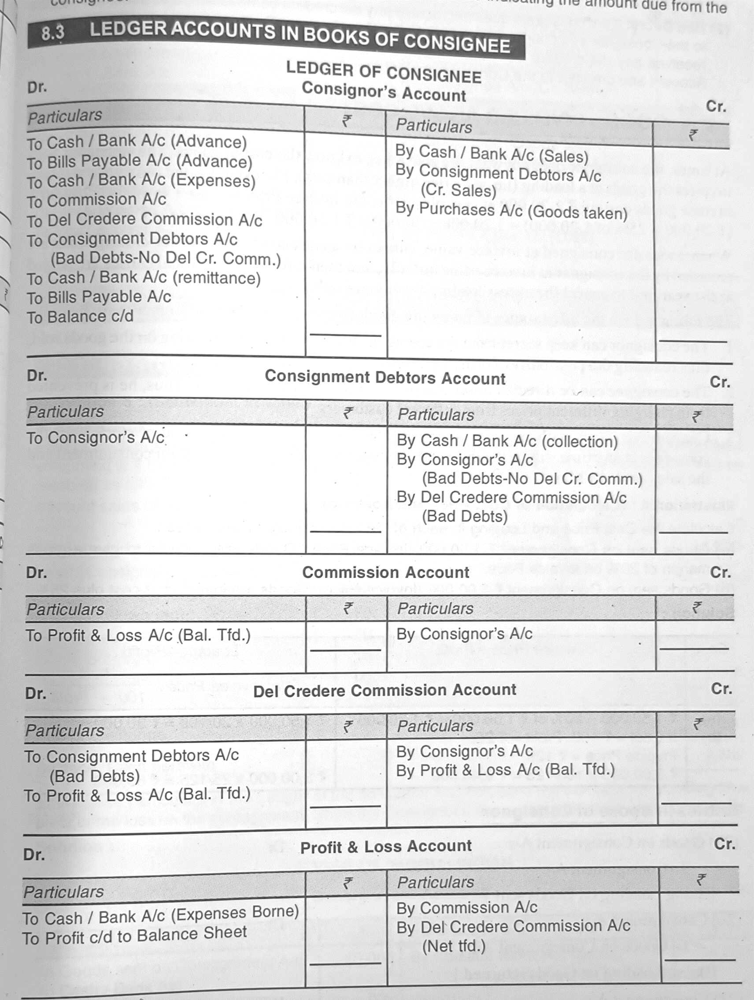 the amount due from the
8.3 LEDGER ACCOUNTS IN BOOKS OF CONSIGNEE
LEDGER OF CONSIGNEE
Dr. Consignor's Account Cr.
Particulars ₹ Particulars ₹
To Cash / Bank A/c (Advance) By Cash / Bank A/c (Sales)
To Bills Payable A/c (Advance) By Consignment Debtors A/c
To Cash / Bank A/c (Expenses) (Cr. Sales)
To Commission A/c By Purchases A/c (Goods taken)
To Del Credere Commission A/c
To Consignment Debtors A/c
(Bad Debts-No Del Cr. Comm.)
To Cash / Bank A/c (remittance)
To Bills Payable A/c
To Balance c/d
Dr. Consignment Debtors Account Cr.
Particulars ₹ Particulars ₹
To Consignor's A/c By Cash / Bank A/c (collection)
By Consignor's A/c
(Bad Debts-No Del Cr. Comm.)
By Del Credere Commission A/c
(Bad Debts)
Dr. Commission Account Cr.
Particulars ₹ Particulars ₹
To Profit & Loss A/c (Bal. Tfd.) By Consignor's A/c
Dr. Del Credere Commission Account Cr.
Particulars ₹ Particulars ₹
To Consignment Debtors A/c By Consignor's A/c
(Bad Debts) By Profit & Loss A/c (Bal. Tfd.)
To Profit & Loss A/c (Bal. Tfd.)
Dr. Profit & Loss Account Cr.
Particulars ₹ Particulars ₹
To Cash / Bank A/c (Expenses Borne) By Commission A/c
To Profit c/d to Balance Sheet By Del Credere Commission A/c
(Net tfd.)